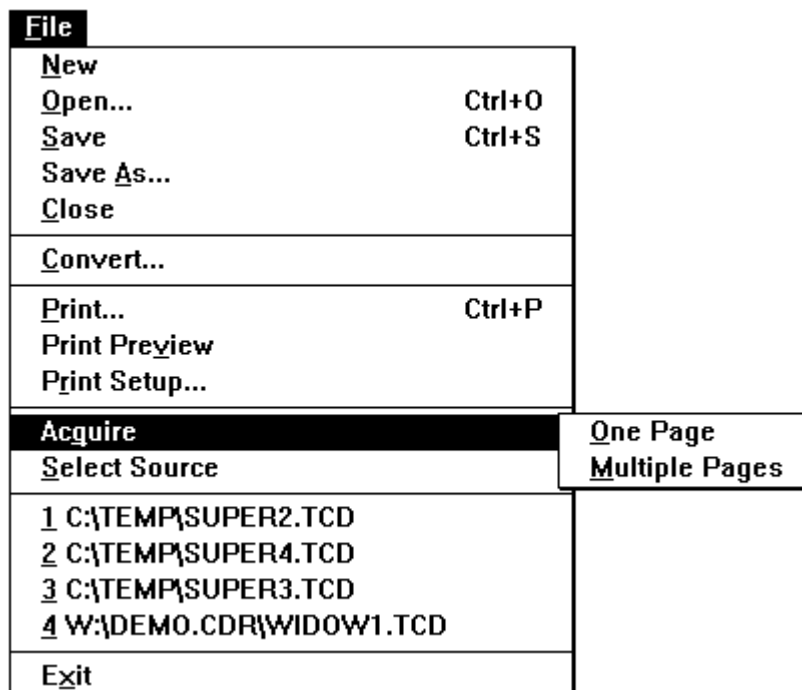 File
New
Open... Ctrl+O
Save Ctrl+S
Save As...
Close
Convert...
Print... Ctrl+P
Print Preview
Print Setup...
Acquire One Page
Select Source Multiple Pages
1 C:\TEMP\SUPER2.TCD
2 C:\TEMP\SUPER4.TCD
3 C:\TEMP\SUPER3.TCD
4 W:\DEMO.CDR\WIDOW1.TCD
Exit